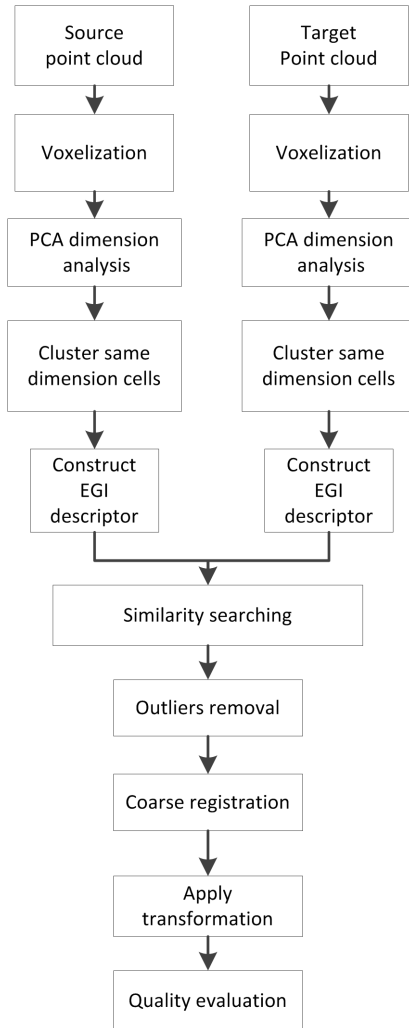 Source
point cloud
Target
Point cloud
Voxelization
Voxelization
PCA dimension
analysis
PCA dimension
analysis
Cluster same
dimension cells
Cluster same
dimension cells
Construct
EGI
descriptor
Construct
EGI
descriptor
Similarity searching
Outliers removal
Coarse registration
Apply
transformation
Quality evaluation